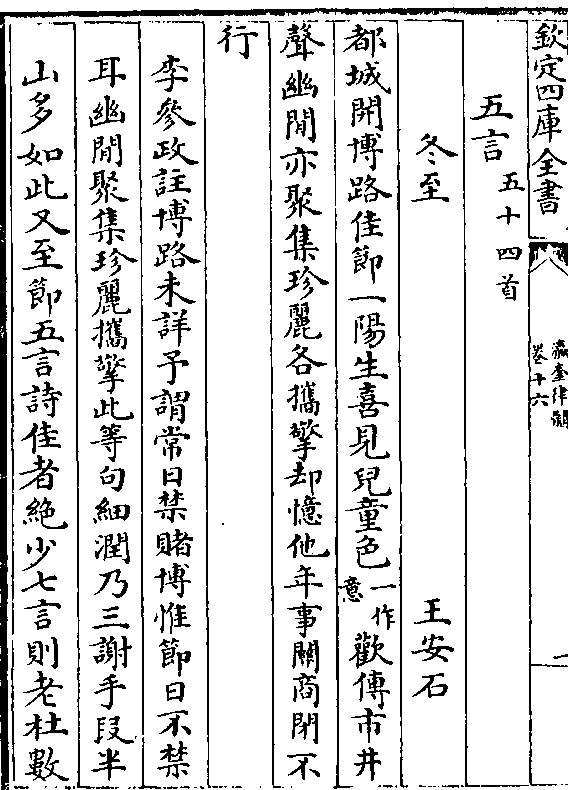 欽定四庫全書
瀛奎律髓
卷十六
五言五十四首
冬至 王安石
都城開博路佳節一陽生喜見兒童色一作意歡傳市井
聲幽閒亦聚集珍麗各攜擎却憶他年事關商閉不
行
李參政註博路未詳予謂常日禁賭博惟節日不禁
耳幽閒聚集珍麗攜擎此等句細潤乃三謝手段半
山多如此又至節五言詩佳者絶少七言則老杜數